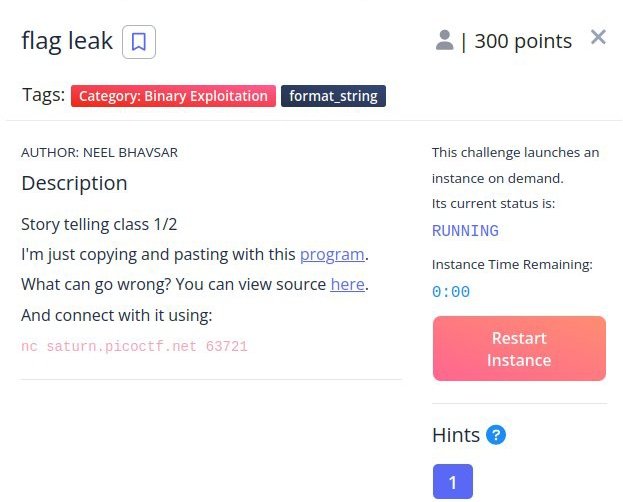 flag leak
| 300 points
Tags: Category: Binary Exploitation format_string
AUTHOR: NEEL BHAVSAR
Description
Story telling class 1/2
I'm just copying and pasting with this program.
What can go wrong? You can view source here.
And connect with it using:
nc saturn.picoctf.net 63721
This challenge launches an
instance on demand.
Its current status is:
RUNNING
Instance Time Remaining:
0:00
Restart
Instance
Hints ?
1